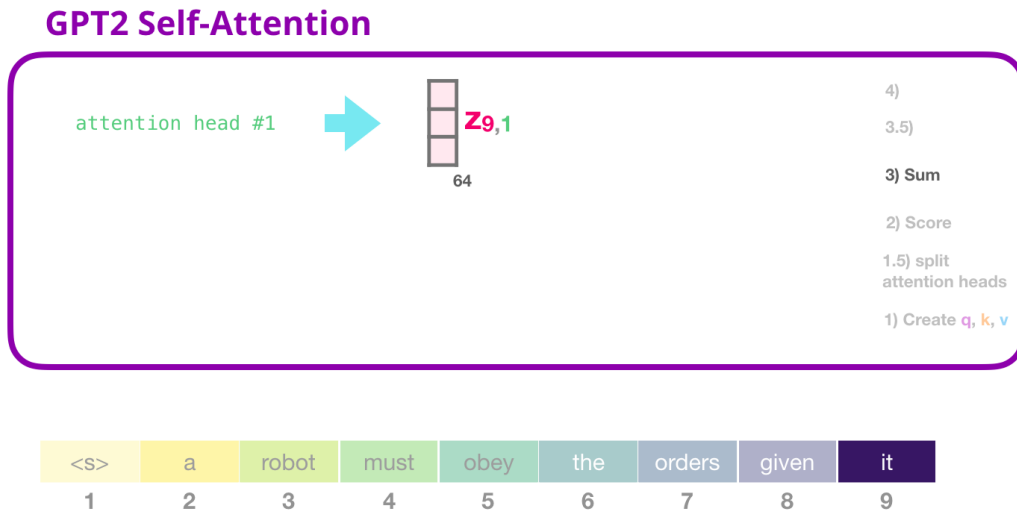 GPT2 Self-Attention
attention head #1
z9,1
64
4)
3.5)
3) Sum
2) Score
1.5) split
attention heads
1) Create q, k, v
<s> a robot must obey the orders given it
1 2 3 4 5 6 7 8 9